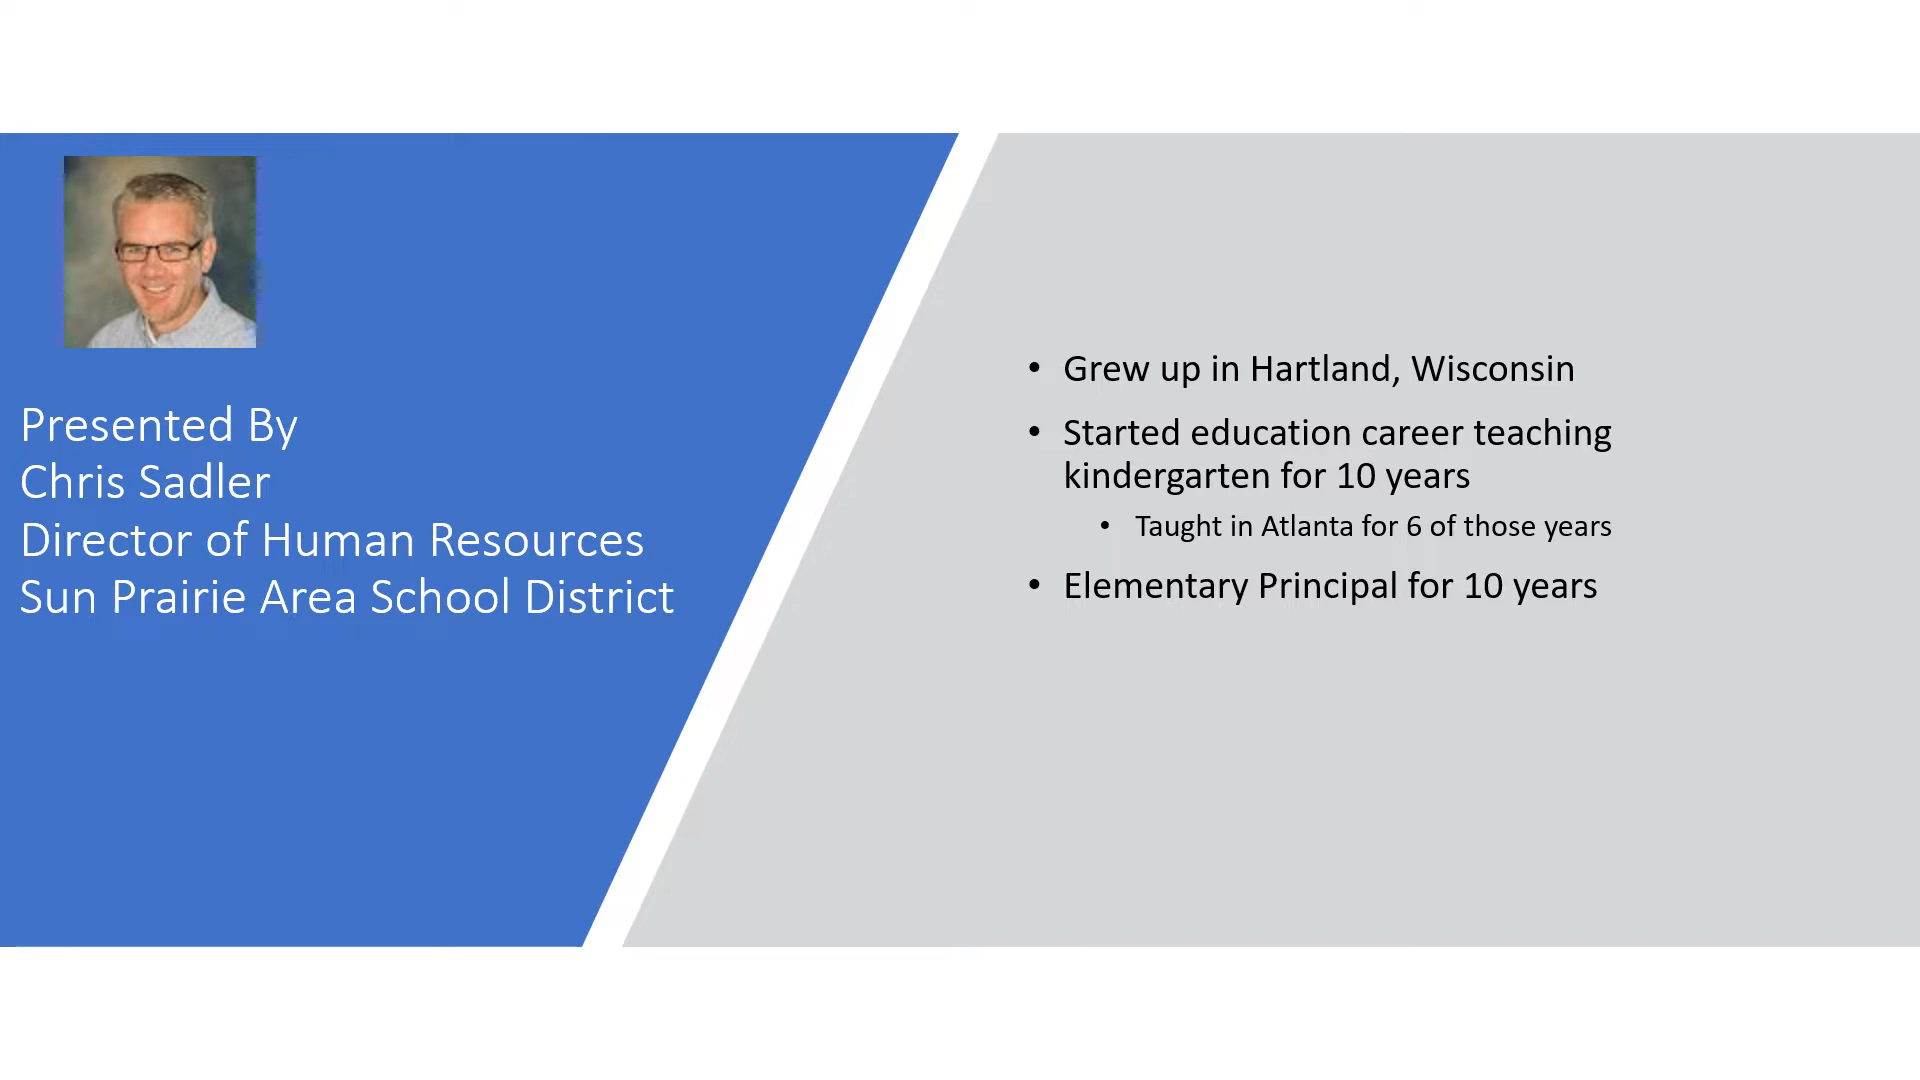 Presented By
Chris Sadler
Director of Human Resources
Sun Prairie Area School District
• Grew up in Hartland, Wisconsin
• Started education career teaching
kindergarten for 10 years
• Taught in Atlanta for 6 of those years
• Elementary Principal for 10 years